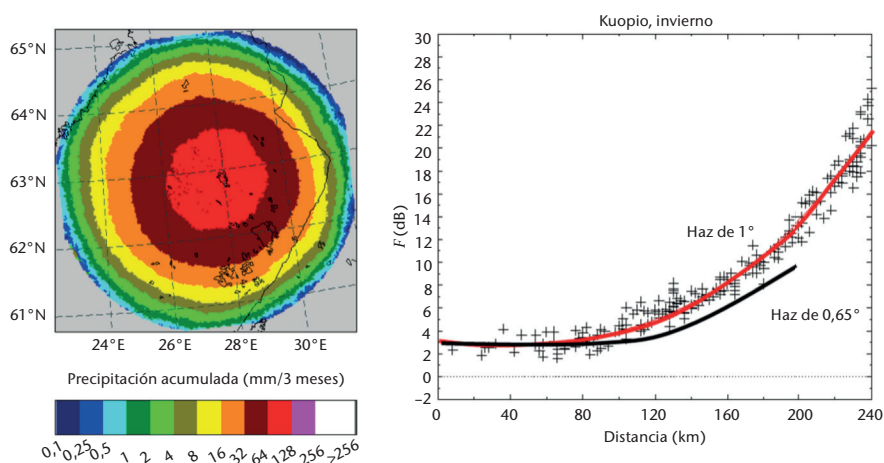 65°N
64°N
63°N
62°N
61°N
24°E 26°E 28°E 30°E
Precipitación acumulada (mm/3 meses)
0,1 0,25 0,5 1 2 4 8 16 32 64 128 256 >256
Kuopio, invierno
F (dB)
30
28
26
24
22
20
18
16
14
12
10
8
6
4
2
0
−2
Haz de 1°
Haz de 0,65°
0 40 80 120 160 200 240
Distancia (km)